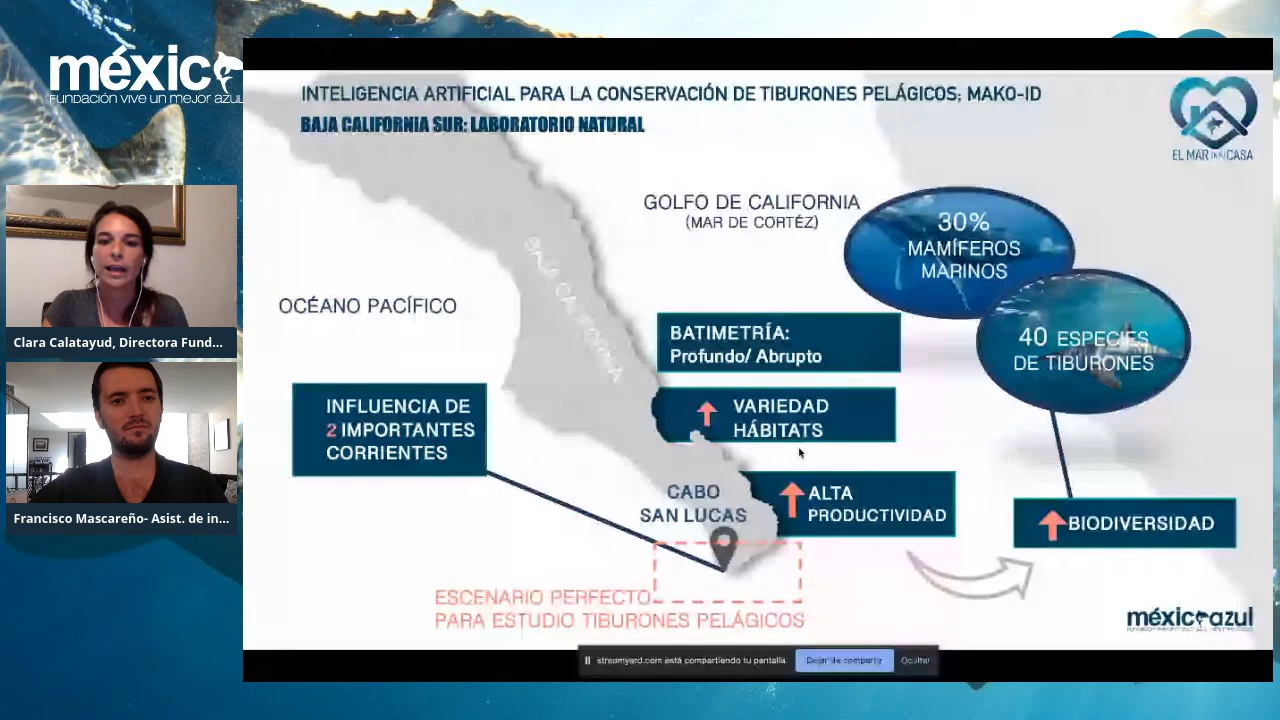 méxico
FUNDACIÓN VIVE UN MEJOR AZUL
INTELIGENCIA ARTIFICIAL PARA LA CONSERVACIÓN DE TIBURONES PELÁGICOS; MAKO-ID
BAJA CALIFORNIA SUR: LABORATORIO NATURAL
EL MAR CASA
GOLFO DE CALIFORNIA
(MAR DE CORTÉZ)
30%
MAMÍFEROS
MARINOS
BAJA CALIFORNIA
OCÉANO PACÍFICO
40 ESPECIES
DE TIBURONES
BATIMETRÍA:
Profundo/ Abrupto
Clara Calatayud, Directora Fund...
INFLUENCIA DE
2 IMPORTANTES
CORRIENTES
VARIEDAD
HÁBITATS
CABO
SAN LUCAS
ALTA
PRODUCTIVIDAD
BIODIVERSIDAD
Francisco Mascareño- Asist. de in...
ESCENARIO PERFECTO
PARA ESTUDIO TIBURONES PELÁGICOS
méxicoazul
streamyard.com está compartiendo tu pantalla.
Dejar de compartir
Ocultar